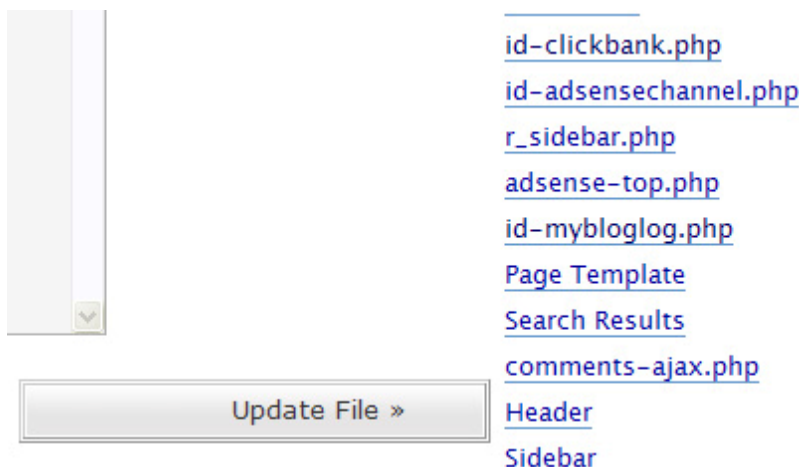 id-clickbank.php
id-adsensechannel.php
r_sidebar.php
adsense-top.php
id-mybloglog.php
Page Template
Search Results
comments-ajax.php
Update File »
Header
Sidebar